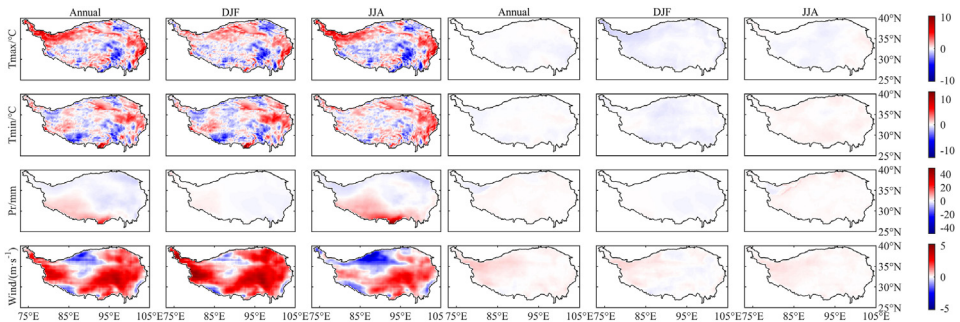 Annual DJF JJA Annual DJF JJA
Tmax/°C 40°N 35°N 30°N 25°N 10 0 -10
Tmin/°C 40°N 35°N 30°N 25°N 10 0 -10
Pr/mm 40°N 35°N 30°N 25°N 40 20 0 -20 -40
Wind/(m·s⁻¹) 40°N 35°N 30°N 25°N 5 0 -5
75°E 85°E 95°E 105°E 75°E 85°E 95°E 105°E 75°E 85°E 95°E 105°E 75°E 85°E 95°E 105°E 75°E 85°E 95°E 105°E 75°E 85°E 95°E 105°E